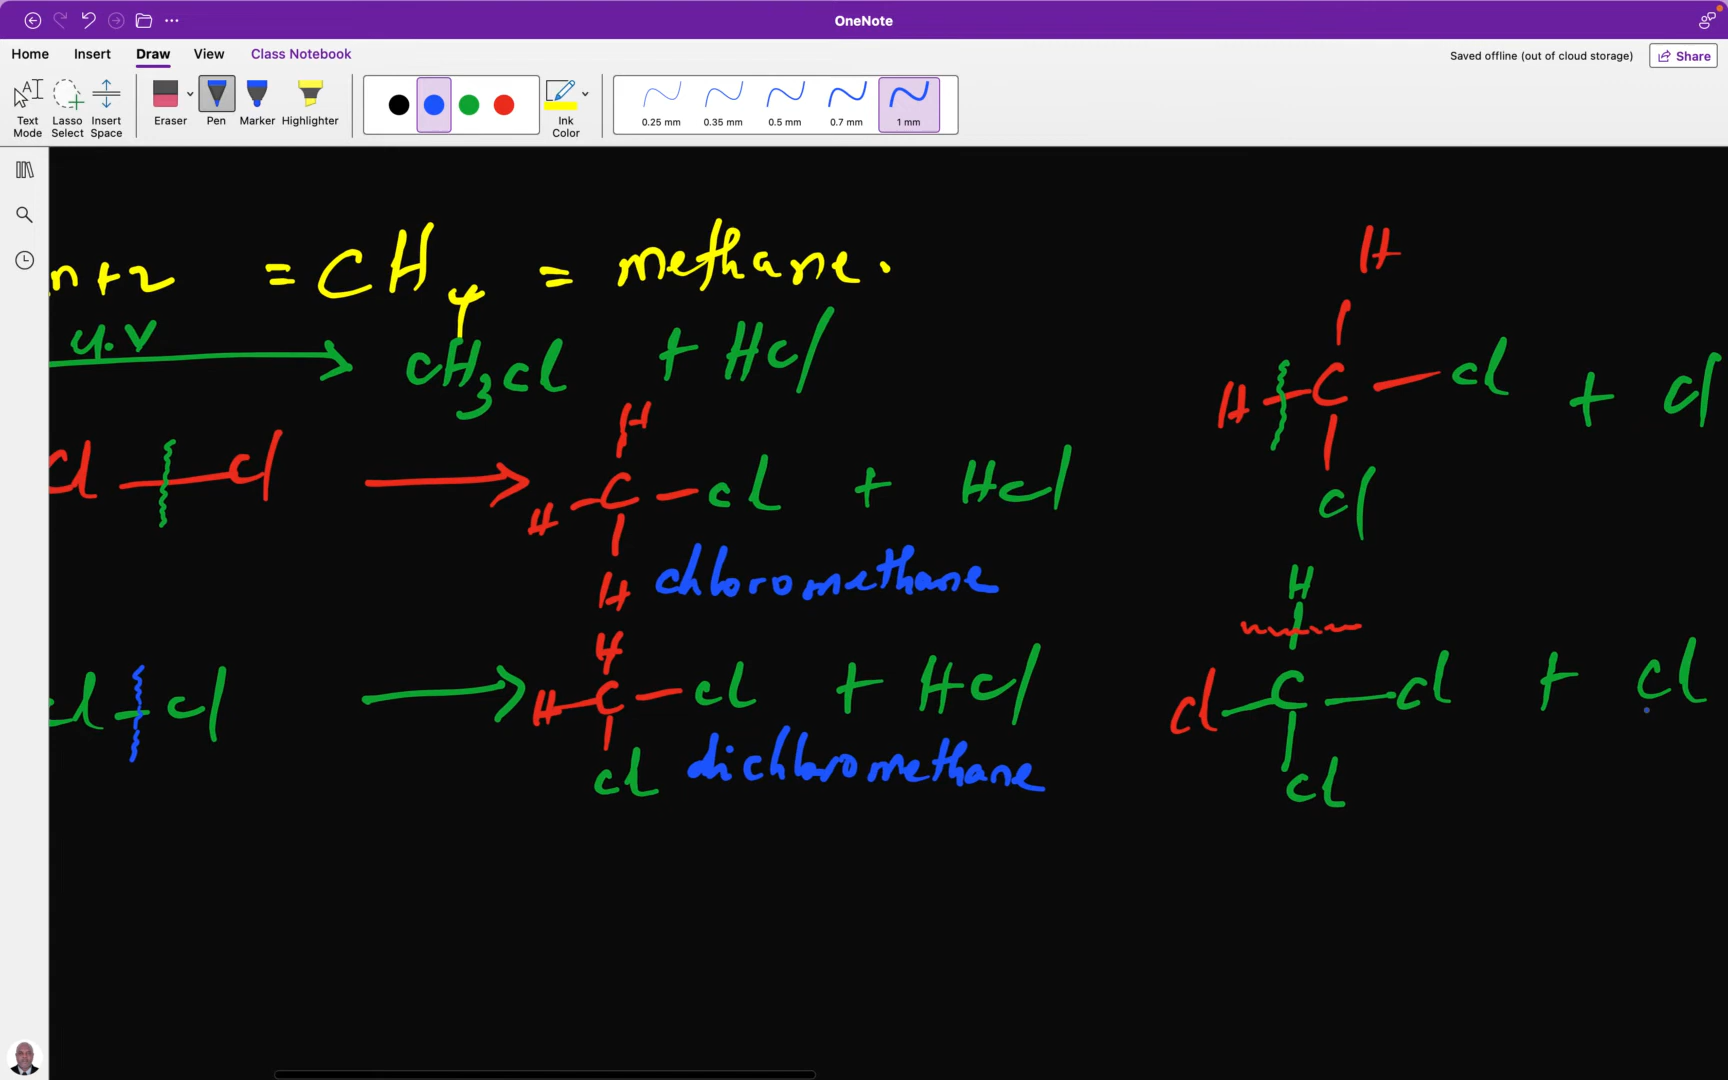 OneNote
Home Insert Draw View Class Notebook
Saved offline (out of cloud storage) Share
Text Mode
Lasso Select
Insert Space
Eraser Pen Marker Highlighter
Ink Color
0.25 mm 0.35 mm 0.5 mm 0.7 mm 1 mm
n+2 = CH4 = methane.
u.v
CH3Cl + HCl
Cl — Cl
H
H — C — Cl + HCl
H
chloromethane
Cl — Cl
H
H — C — Cl + HCl
Cl
dichloromethane
H
H — C — Cl + Cl
Cl
H
Cl — C — Cl + Cl
Cl